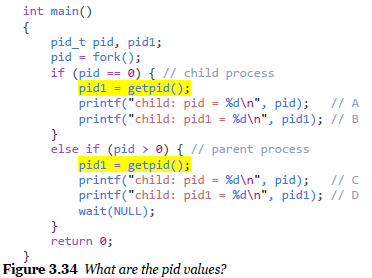 int main()
{
pid_t pid, pid1;
pid = fork();
if (pid == 0) { // child process
pid1 = getpid();
printf("child: pid = %d\n", pid); // A
printf("child: pid1 = %d\n", pid1); // B
}
else if (pid > 0) { // parent process
pid1 = getpid();
printf("child: pid = %d\n", pid); // C
printf("child: pid1 = %d\n", pid1); // D
wait(NULL);
}
return 0;
}
Figure 3.34 What are the pid values?